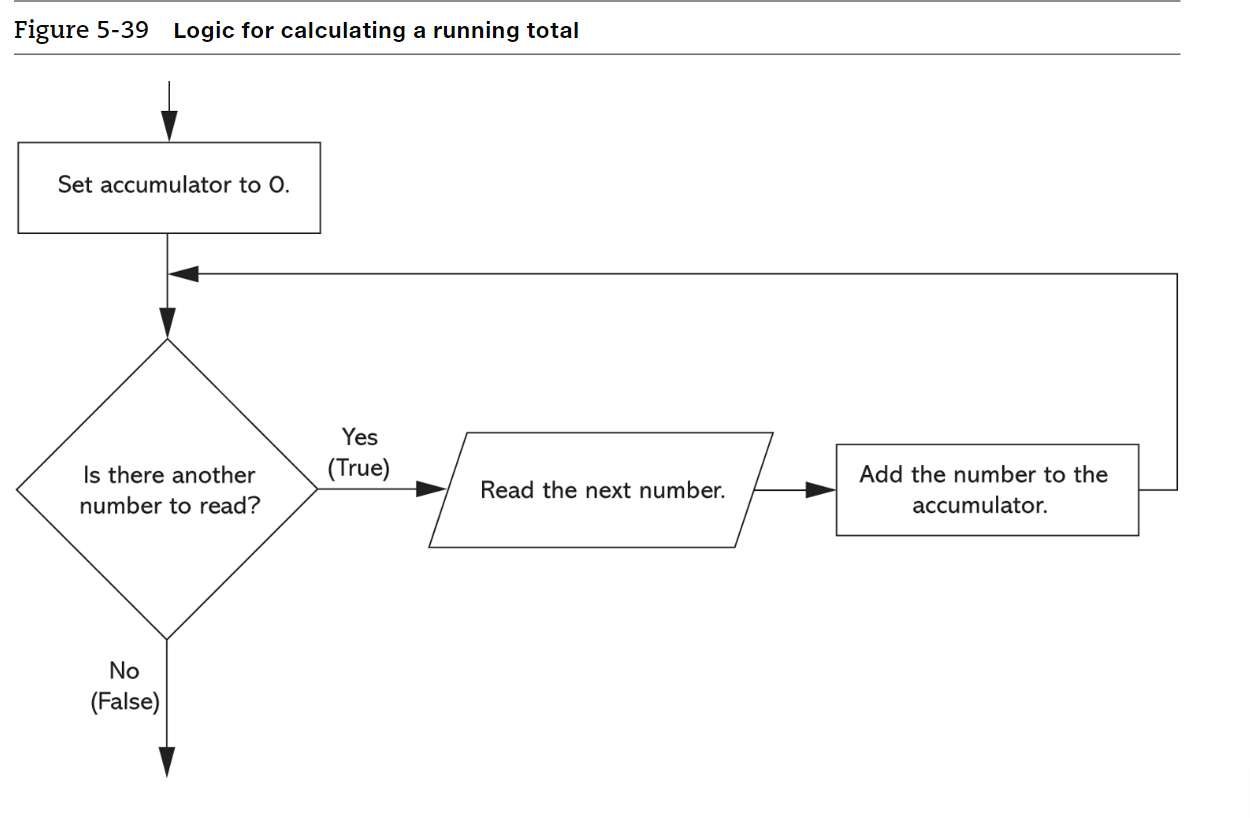 Figure 5-39 Logic for calculating a running total
Set accumulator to 0.
Is there another
number to read?
Yes
(True)
Read the next number.
Add the number to the
accumulator.
No
(False)